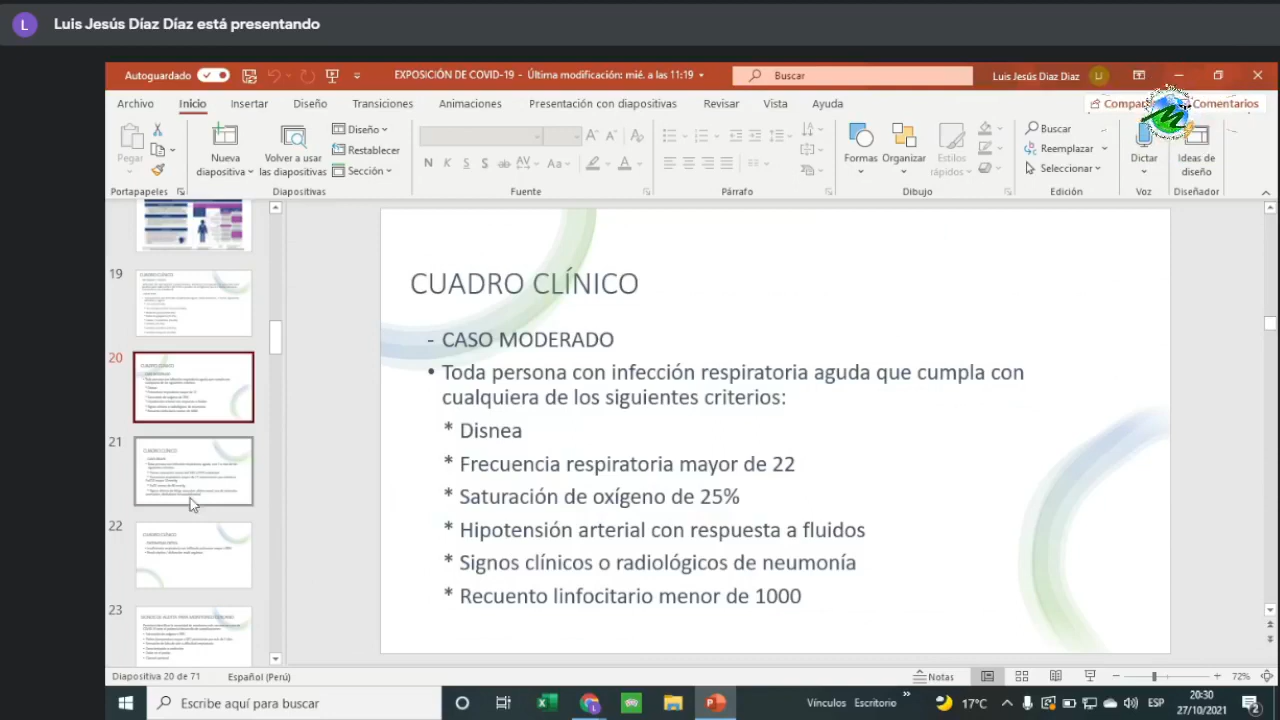 L Luis Jesús Díaz Díaz está presentando
Autoguardado EXPOSICIÓN DE COVID-19 - Última modificación: mié. a las 11:19 Buscar Luis Jesús Diaz Diaz LJ
Archivo Inicio Insertar Diseño Transiciones Animaciones Presentación con diapositivas Revisar Vista Ayuda Comentarios
Pegar
Nueva diapositiva
Volver a usar las diapositivas
Diseño
Restablecer
Sección
N K S S ab AV Aa A
Formas Organizar Estilos rápidos
Buscar
Reemplazar
Seleccionar
Dictar Ideas de diseño
Portapapeles Diapositivas Fuente Párrafo Dibujo Edición Voz Diseñador
19
20
21
22
23
CUADRO CLÍNICO
- CASO MODERADO
• Toda persona con infección respiratoria aguda que cumpla con
cualquiera de los siguientes criterios:
* Disnea
* Frecuencia respiratoria mayor de 22
* Saturación de oxígeno de 25%
* Hipotensión arterial con respuesta a fluidos
* Signos clínicos o radiológicos de neumonía
* Recuento linfocitario menor de 1000
Diapositiva 20 de 71 Español (Perú) Notas 72%
Escribe aquí para buscar Vínculos Escritorio » 17°C ESP 20:30
27/10/2021 2